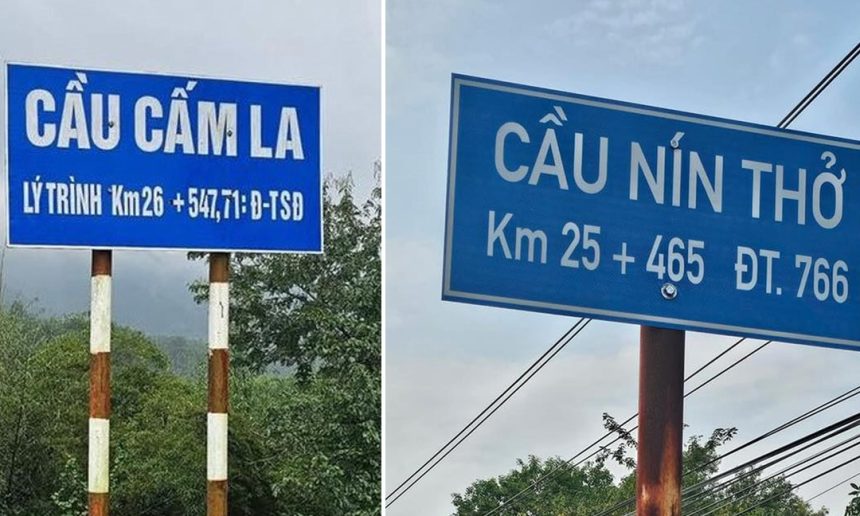 CẦU CẤM LA
LÝ TRÌNH Km26 +547,71: Đ-TSĐ
CẦU NÍN THỞ
Km 25 + 465 ĐT. 766